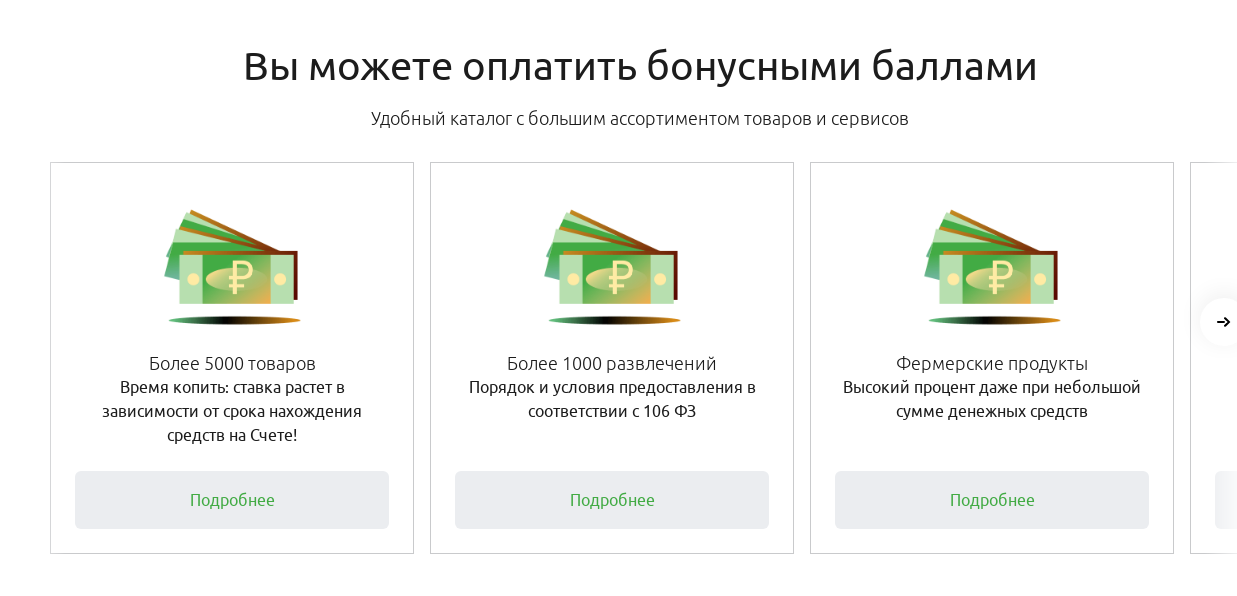 Вы можете оплатить бонусными баллами
Удобный каталог с большим ассортиментом товаров и сервисов
Более 5000 товаров
Время копить: ставка растет в
зависимости от срока нахождения
средств на Счете!
Подробнее
Более 1000 развлечений
Порядок и условия предоставления в
соответствии с 106 ФЗ
Подробнее
Фермерские продукты
Высокий процент даже при небольшой
сумме денежных средств
Подробнее